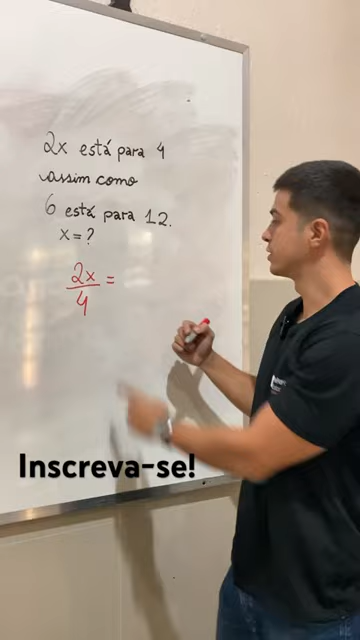 2x está para 4
assim como
6 está para 12.
x = ?
2x/4 =
Inscreva-se!